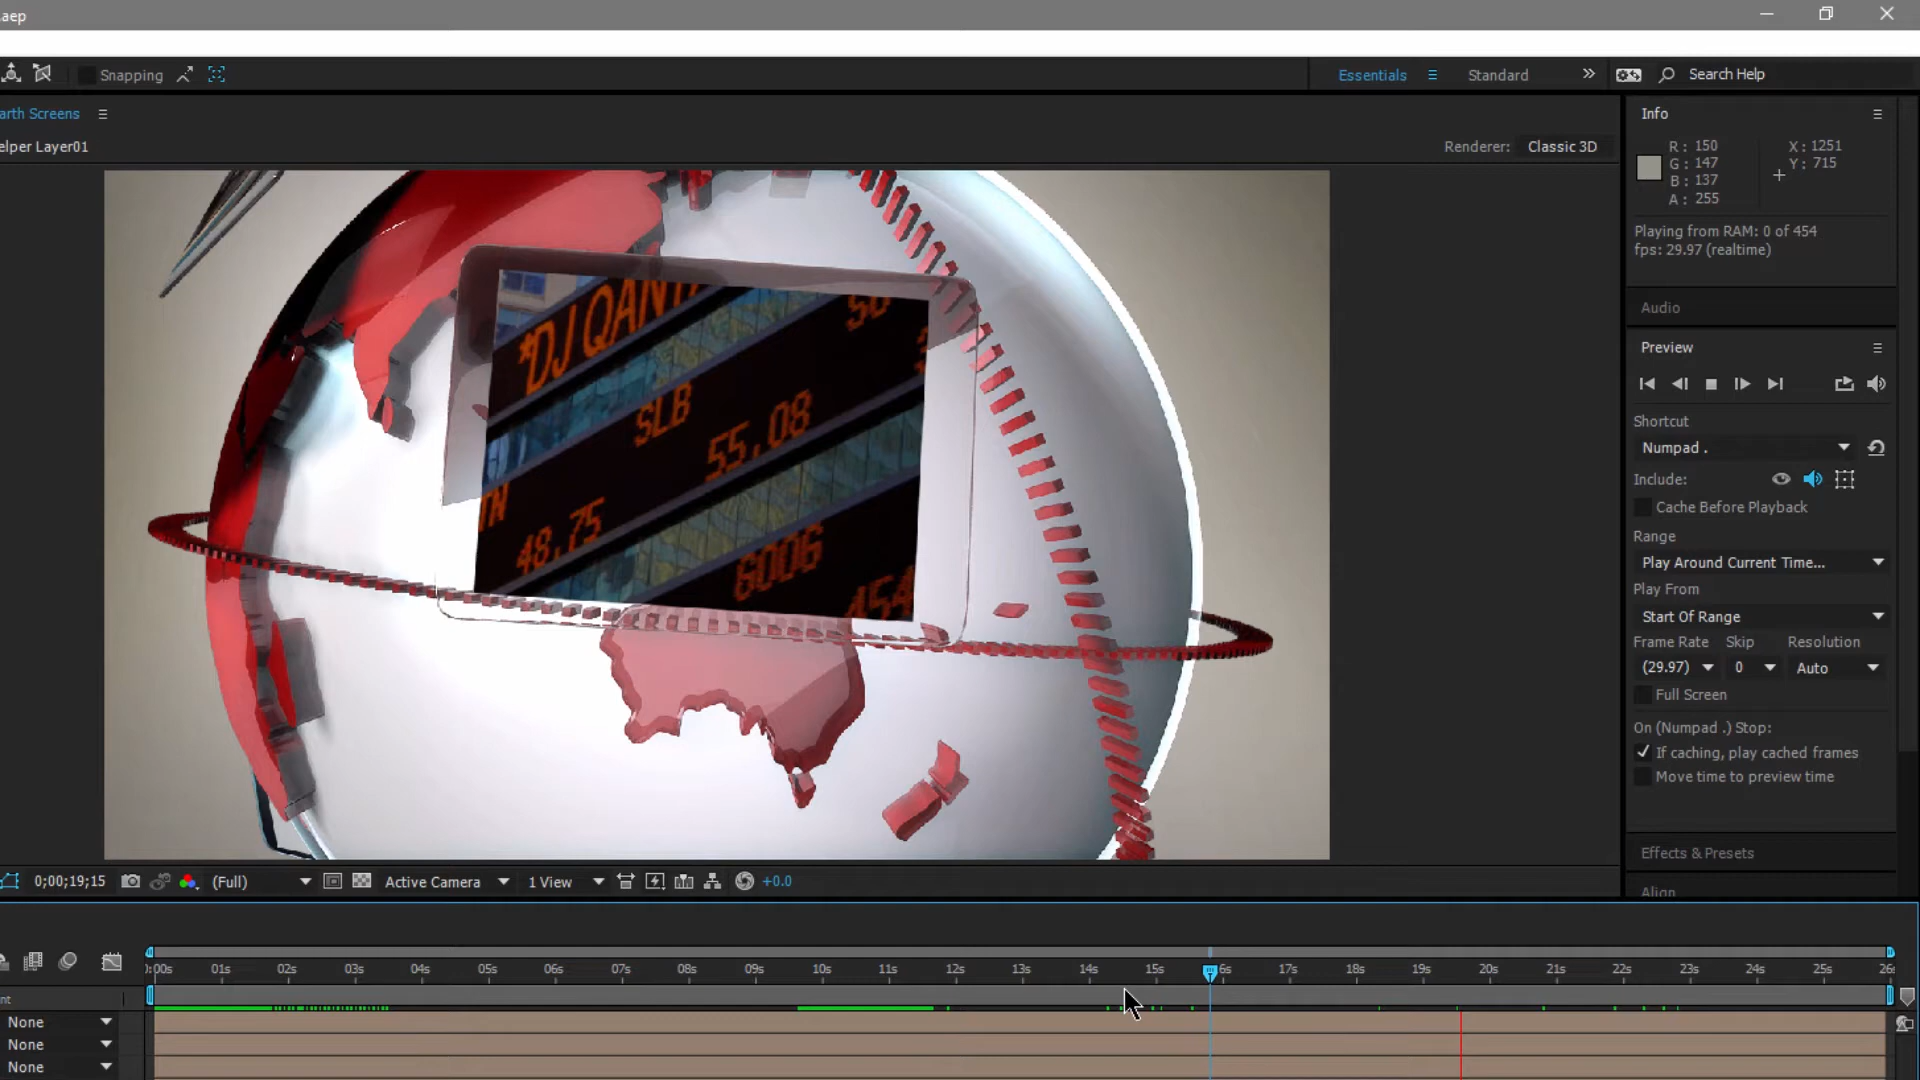 .aep
Snapping
Essentials
Standard
Search Help
arth Screens
elper Layer01
Renderer: Classic 3D
Info
R: 150
G: 147
B: 137
A: 255
X: 1251
Y: 715
Playing from RAM: 0 of 454
fps: 29.97 (realtime)
Audio
Preview
Shortcut
Numpad .
Include:
Cache Before Playback
Range
Play Around Current Time...
Play From
Start Of Range
Frame Rate Skip Resolution
(29.97) 0 Auto
Full Screen
On (Numpad .) Stop:
If caching, play cached frames
Move time to preview time
Effects & Presets
Align
*DJ QANTA
SLB
55.08
TN
48.75
GOOG
454
0;00;19;15
(Full)
Active Camera
1 View
+0.0
):00s 01s 02s 03s 04s 05s 06s 07s 08s 09s 10s 11s 12s 13s 14s 15s 6s 17s 18s 19s 20s 21s 22s 23s 24s 25s 26s
nt
None
None
None